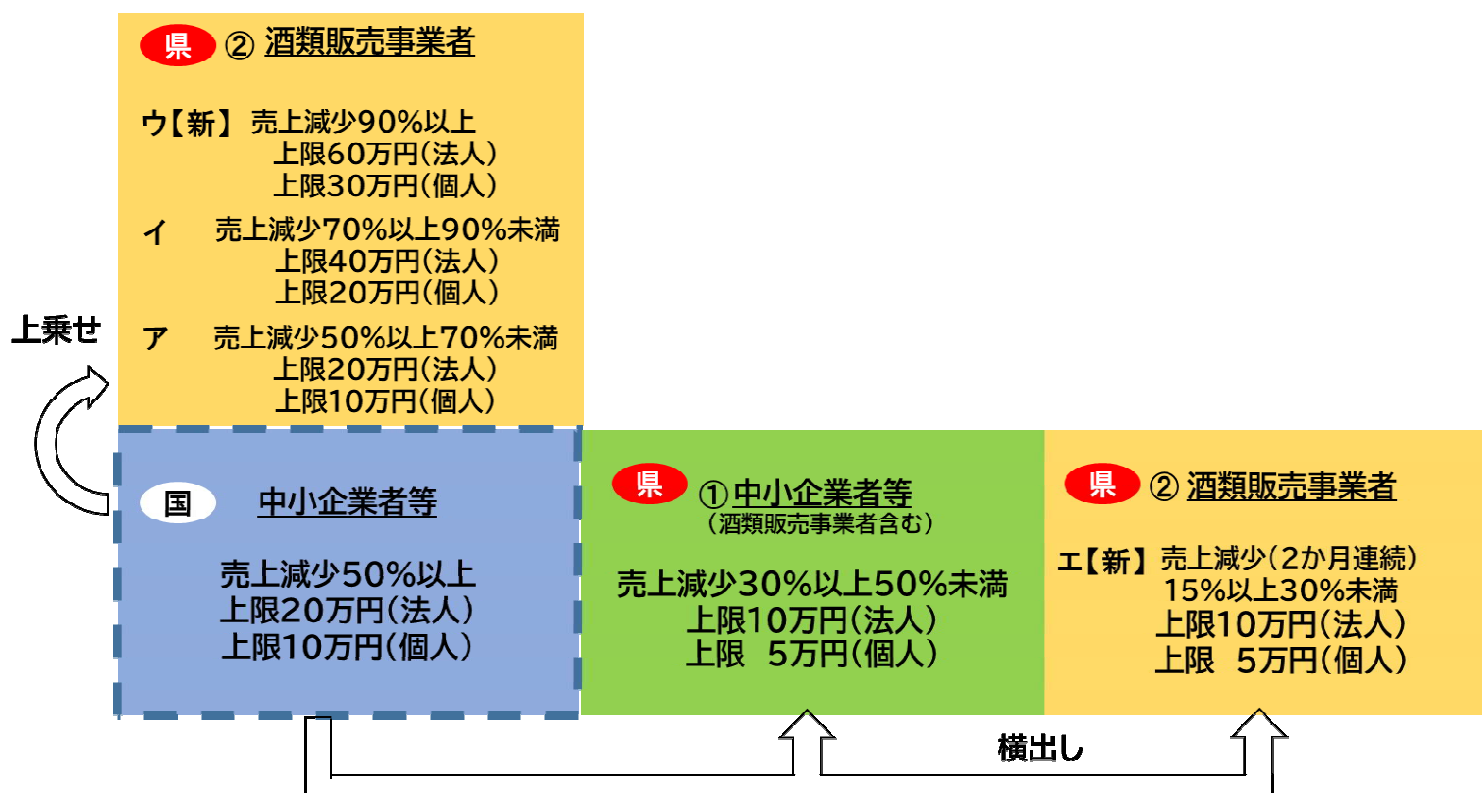 県 ② 酒類販売事業者
ウ【新】 売上減少90%以上
上限60万円(法人)
上限30万円(個人)
イ 売上減少70%以上90%未満
上限40万円(法人)
上限20万円(個人)
上乗せ
ア 売上減少50%以上70%未満
上限20万円(法人)
上限10万円(個人)
国 中小企業者等
売上減少50%以上
上限20万円(法人)
上限10万円(個人)
県 ①中小企業者等
(酒類販売事業者含む)
売上減少30%以上50%未満
上限10万円(法人)
上限 5万円(個人)
県 ② 酒類販売事業者
エ【新】 売上減少(2か月連続)
15%以上30%未満
上限10万円(法人)
上限 5万円(個人)
横出し